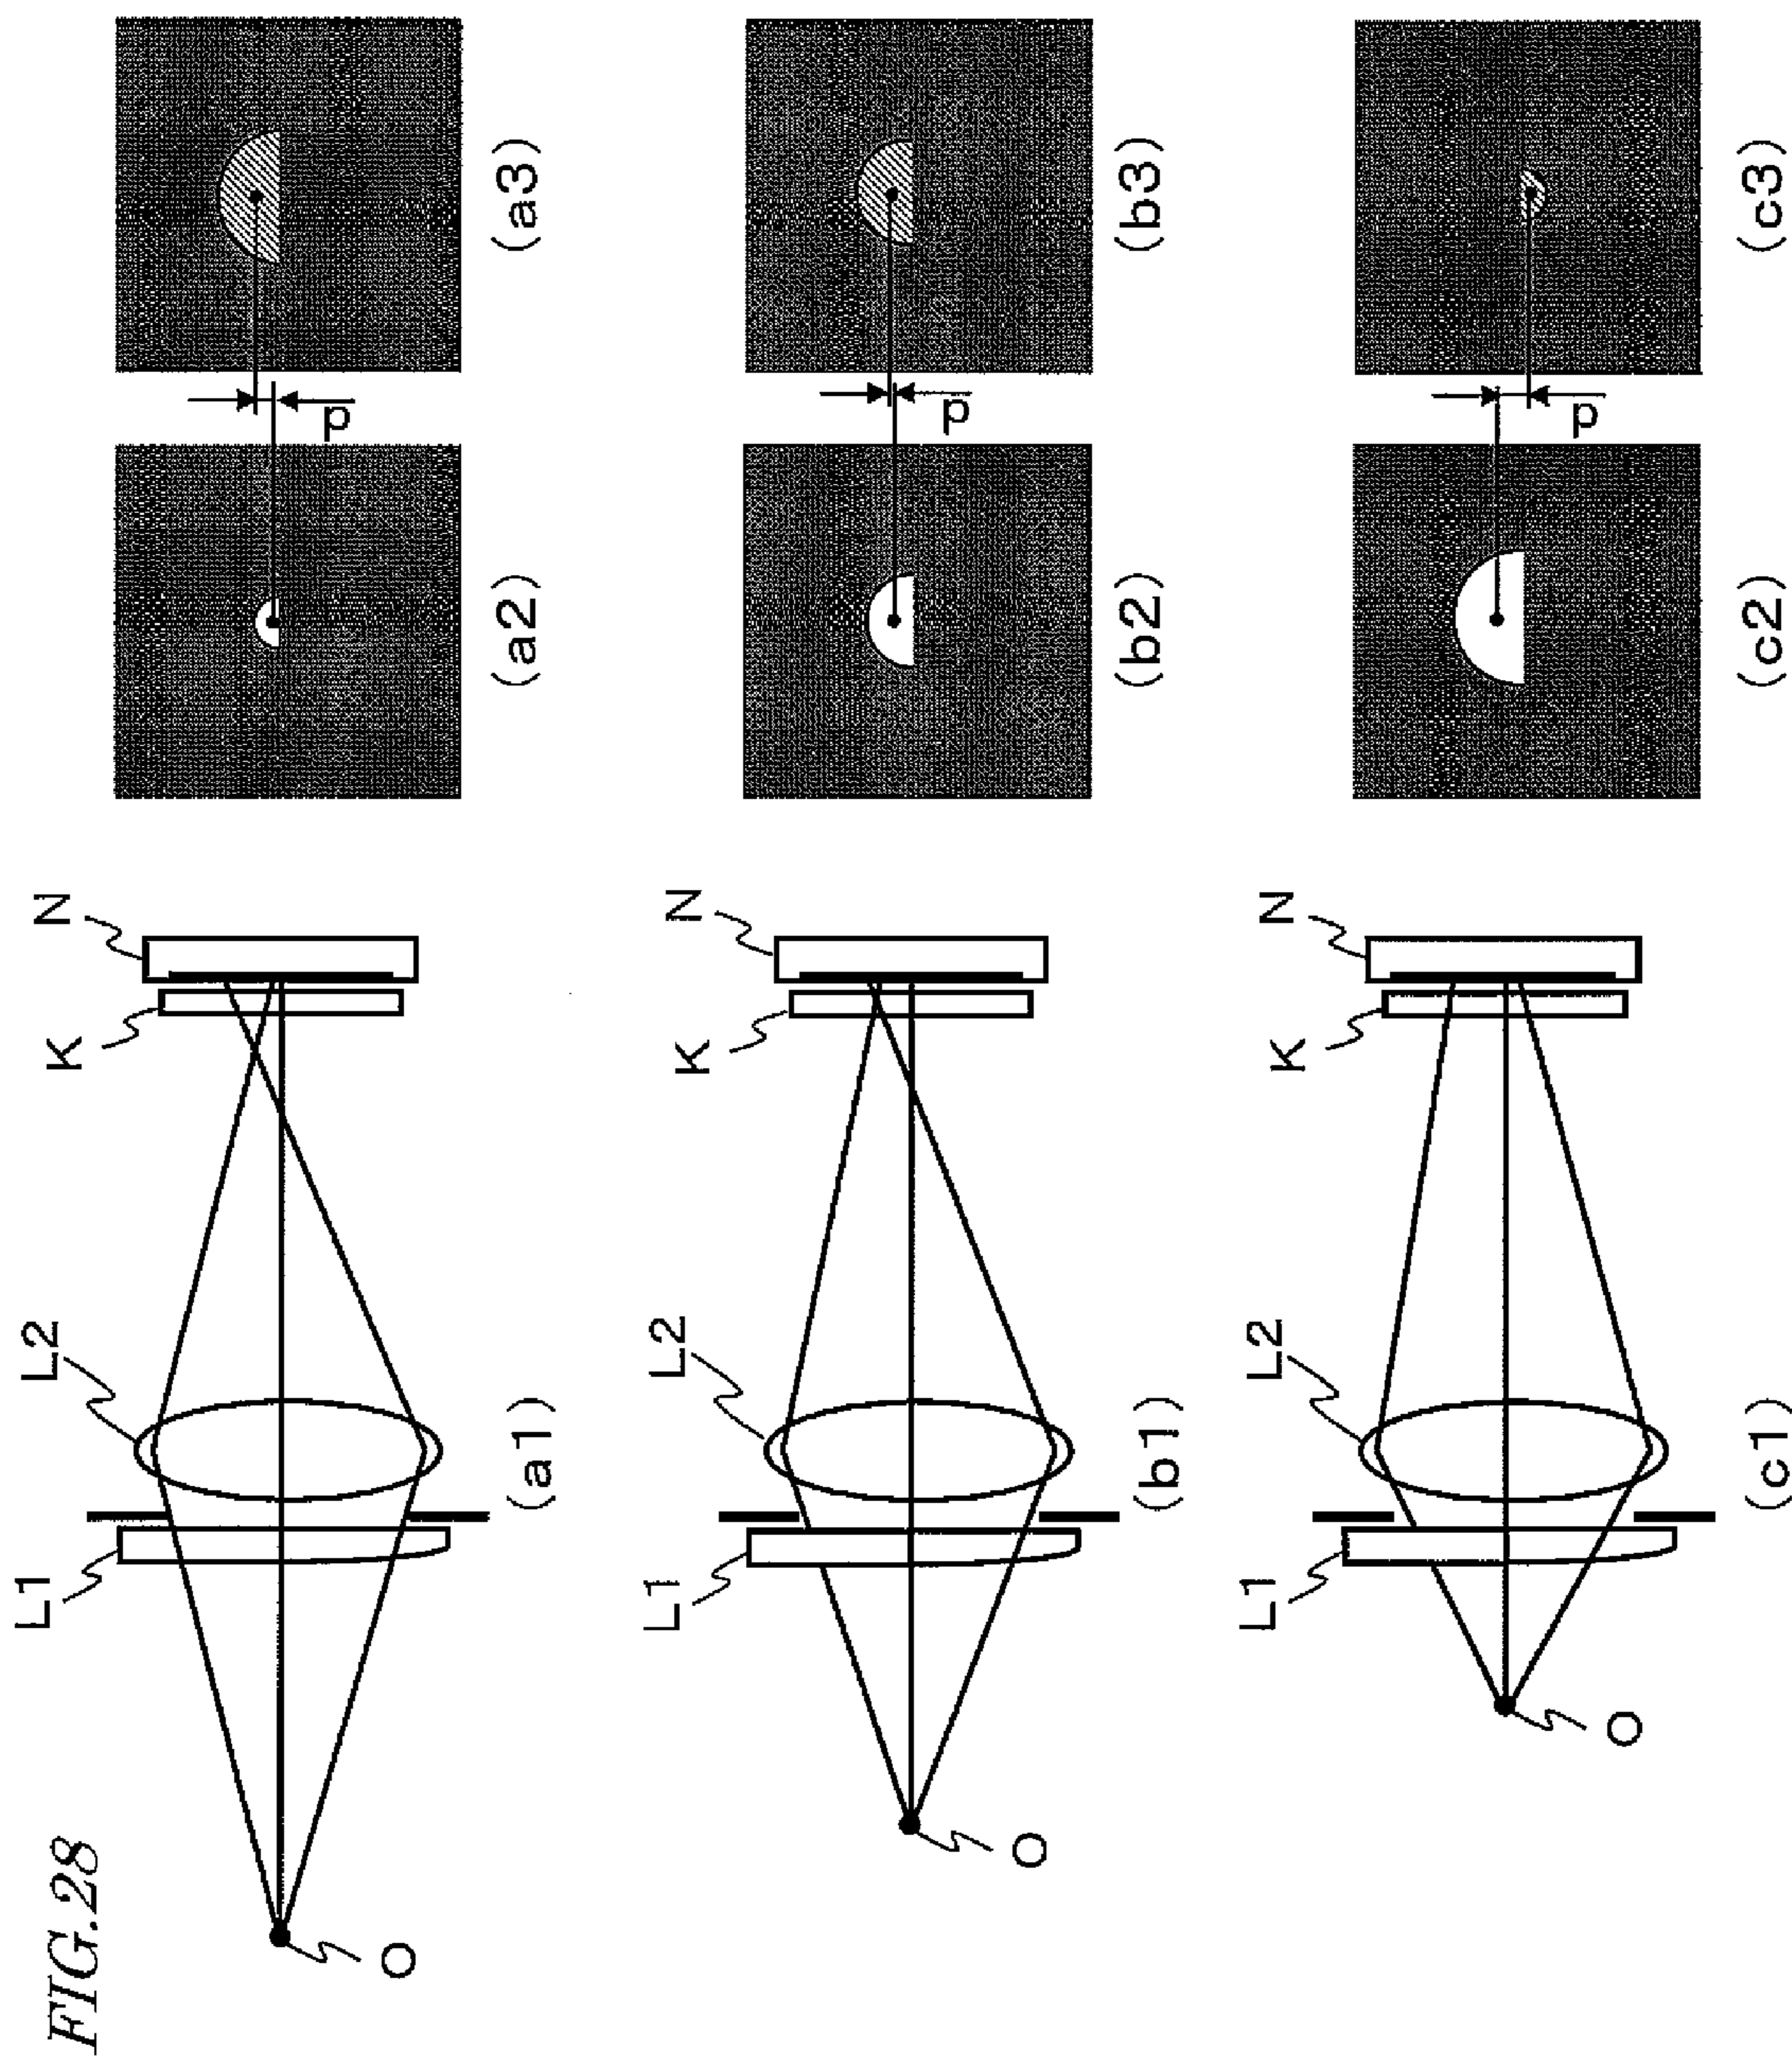 FIG.28
L1
L2
K
N
O
(a1)
(a2)
p
(a3)
L1
L2
K
N
O
(b1)
(b2)
p
(b3)
L1
L2
K
N
O
(c1)
(c2)
p
(c3)